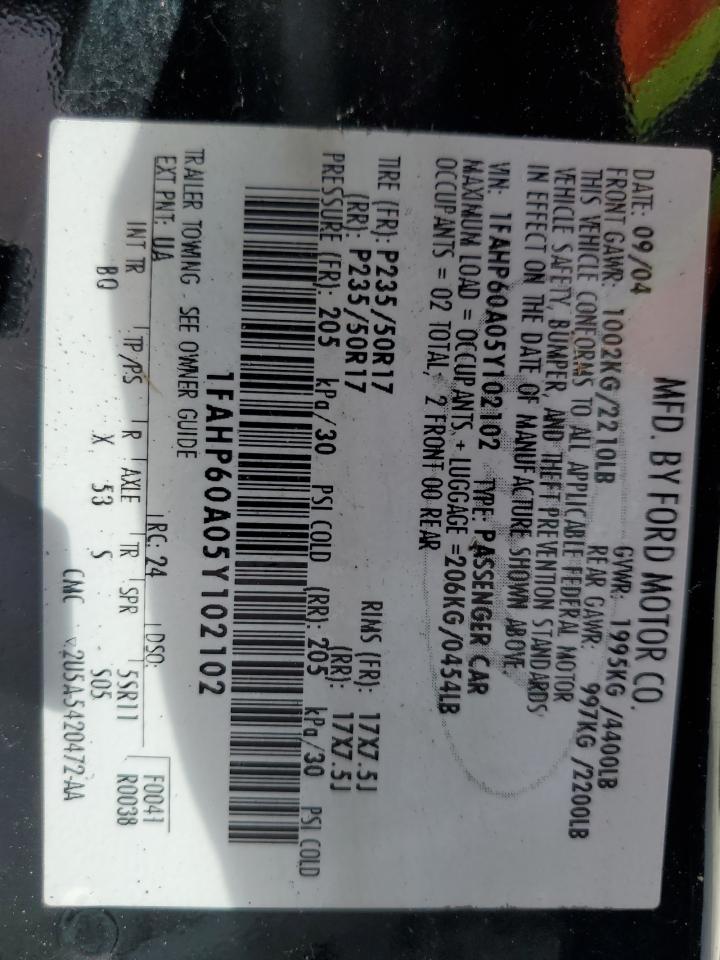 MFD. BY FORD MOTOR CO.
DATE: 09/04 GVWR: 1995KG /4400LB
FRONT GAWR: 1002KG/2210LB REAR GAWR: 997KG /2200LB
THIS VEHICLE CONFORMS TO ALL APPLICABLE FEDERAL MOTOR
VEHICLE SAFETY, BUMPER, AND THEFT PREVENTION STANDARDS
IN EFFECT ON THE DATE OF MANUFACTURE SHOWN ABOVE
VIN: 1FAHP60A05Y102102 TYPE: PASSENGER CAR
MAXIMUM LOAD = OCCUPANTS + LUGGAGE =206KG/0454LB
OCCUPANTS = 02 TOTAL, 2 FRONT 00 REAR
TIRE (FR): P235/50R17 RIMS (FR): 17X7.5J
(RR): P235/50R17 (RR): 17X7.5J
PRESSURE (FR): 205 kPa/30 PSI COLD (RR): 205 kPa/30 PSI COLD
1FAHP60A05Y102102
TRAILER TOWING - SEE OWNER GUIDE
EXT PNT: UA RC: 24 DSO: F0041
INT TR TP/PS R AXLE TR SPR 5SR11 R0038
BQ X 53 S S05
CMC 2U5A5420472-AA